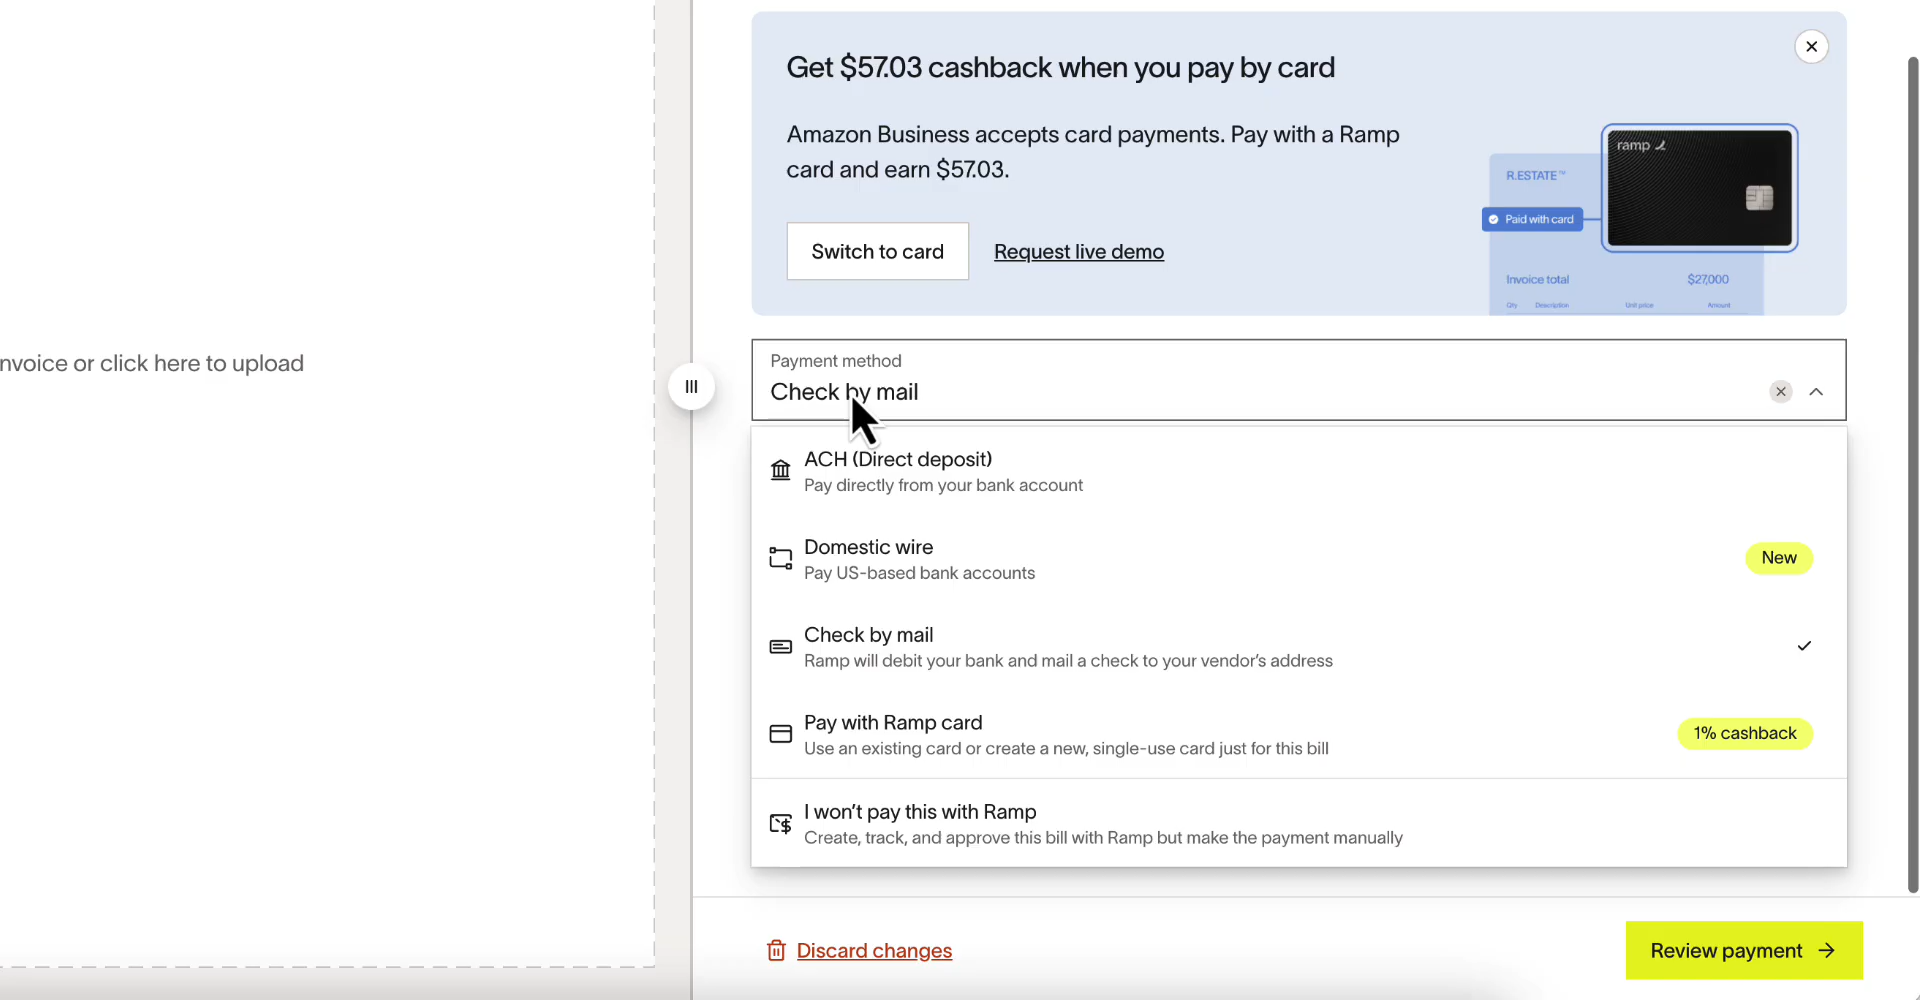 Get $57.03 cashback when you pay by card
Amazon Business accepts card payments. Pay with a Ramp
card and earn $57.03.
Switch to card
Request live demo
ramp
R.ESTATE™
Paid with card
Invoice total
$27,000
Qty
Description
Unit price
Amount
nvoice or click here to upload
Payment method
Check by mail
ACH (Direct deposit)
Pay directly from your bank account
Domestic wire
Pay US-based bank accounts
New
Check by mail
Ramp will debit your bank and mail a check to your vendor's address
Pay with Ramp card
Use an existing card or create a new, single-use card just for this bill
1% cashback
I won't pay this with Ramp
Create, track, and approve this bill with Ramp but make the payment manually
Discard changes
Review payment